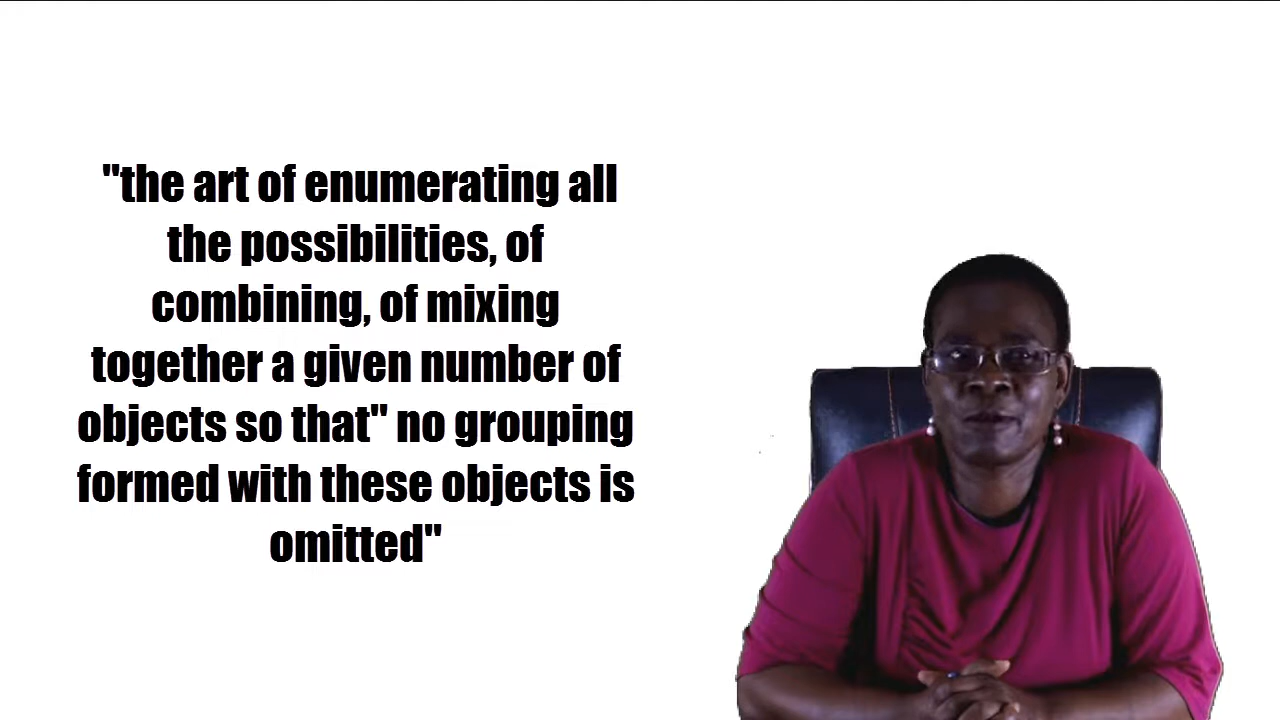 "the art of enumerating all
the possibilities, of
combining, of mixing
together a given number of
objects so that" no grouping
formed with these objects is
omitted"